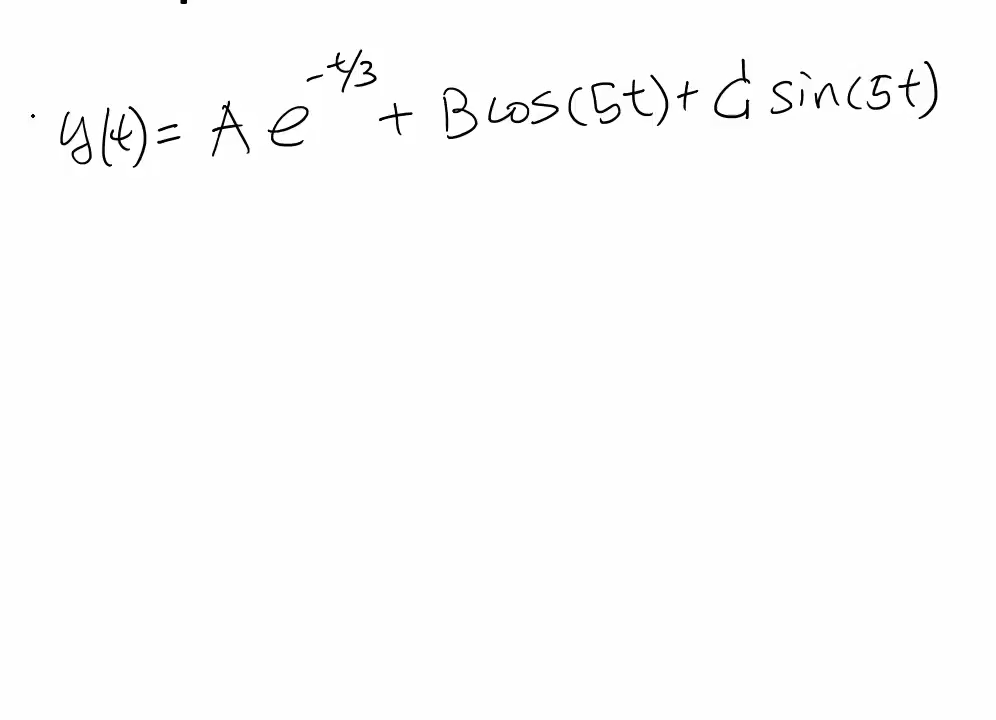 y(t) = A e^{-t/3} + B cos(5t) + C sin(5t)